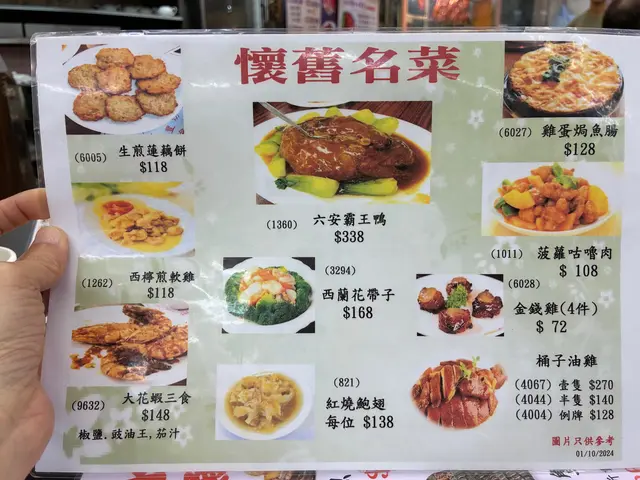 懷舊名菜
(6005) 生煎蓮藕餅
$118
(1360) 六安霸王鴨
$338
(6027) 雞蛋焗魚腸
$128
(1262) 西檸煎軟雞
$118
(3294)
西蘭花帶子
$168
(1011) 菠蘿咕嚕肉
$ 108
(6028)
金錢雞(4件)
$ 72
(9632) 大花蝦三食
$148
椒鹽.豉油王,茄汁
(821)
紅燒鮑翅
每位 $138
桶子油雞
(4067) 壹隻 $270
(4044) 半隻 $140
(4004) 例牌 $128
圖片只供參考
01/10/2024